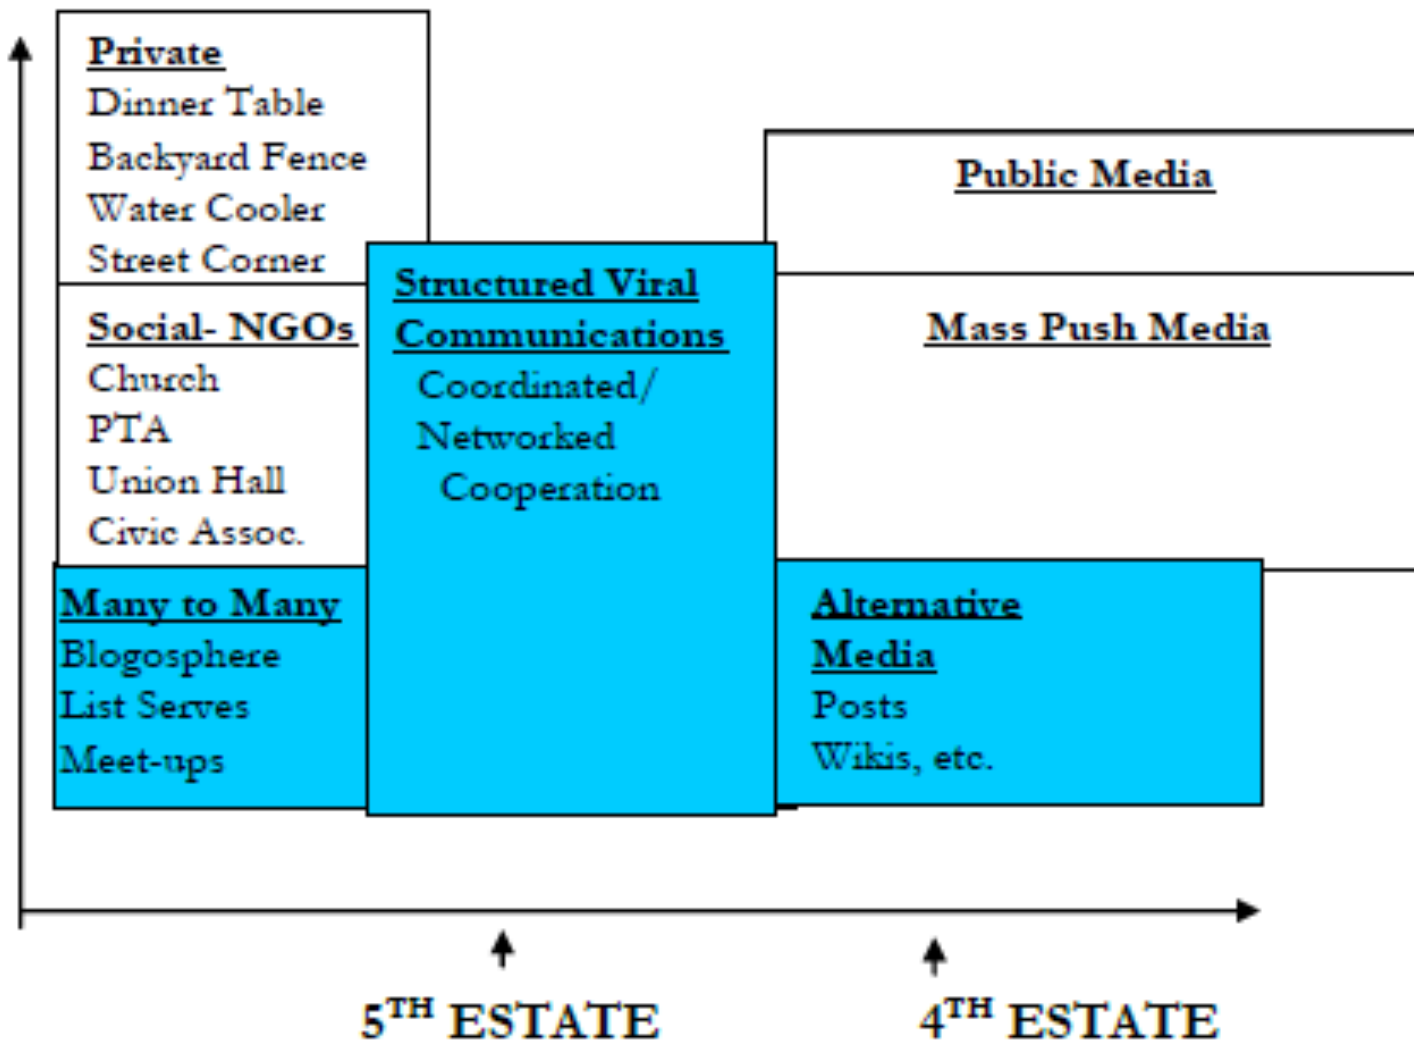 Private
Dinner Table
Backyard Fence
Water Cooler
Street Corner
Social- NGOs
Church
PTA
Union Hall
Civic Assoc.
Many to Many
Blogosphere
List Serves
Meet-ups
Structured Viral
Communications
Coordinated/
Networked
Cooperation
Public Media
Mass Push Media
Alternative
Media
Posts
Wikis, etc.
5TH ESTATE
4TH ESTATE